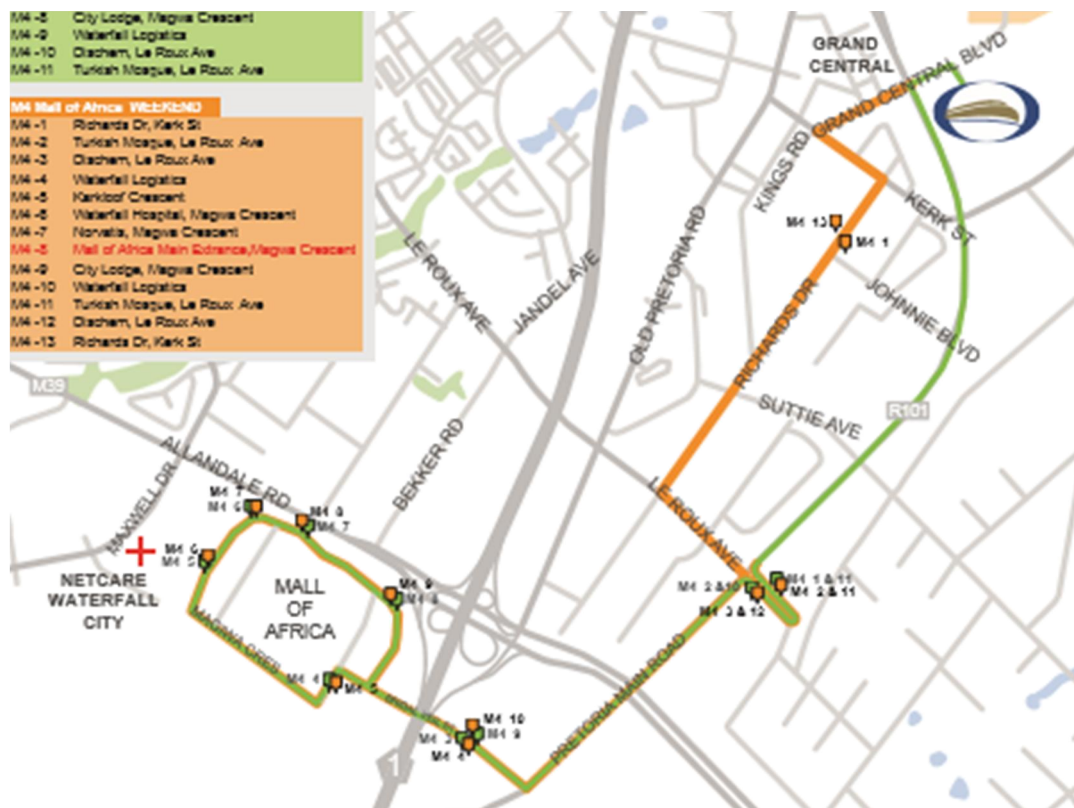 M4 -8 City Lodge, Magwa Crescent
M4 -9 Waterfall Logistics
M4 -10 Dischem, Le Roux Ave
M4 -11 Turkish Mosque, Le Roux Ave
M4 Mall of Africa WEEKEND
M4 -1 Richards Dr, Kerk St
M4 -2 Turkish Mosque, Le Roux Ave
M4 -3 Dischem, Le Roux Ave
M4 -4 Waterfall Logistics
M4 -5 Kerkloof Crescent
M4 -6 Waterfall Hospital, Magwa Crescent
M4 -7 Norvatis, Magwa Crescent
M4 -8 Mall of Africa Main Entrance,Magwa Crescent
M4 -9 City Lodge, Magwa Crescent
M4 -10 Waterfall Logistics
M4 -11 Turkish Mosque, Le Roux Ave
M4 -12 Dischem, Le Roux Ave
M4 -13 Richards Dr, Kerk St
GRAND
CENTRAL
GRAND CENTRAL BLVD
KINGS RD
KERK ST
M4 13
M4 1
OLD PRETORIA RD
LE ROUX AVE
JANDEL AVE
JOHNNIE BLVD
RICHARDS DR
M39
SUTTIE AVE
R101
ALLANDALE RD
BEKKER RD
MAXWELL DR
LE ROUX AVE
M4 7
M4 6
M4 8
M4 7
M4 6
M4 5
NETCARE
WATERFALL
CITY
MALL
OF
AFRICA
M4 9
M4 8
M4 2 &10
M4 1 & 11
M4 2 & 11
M4 3 & 12
MAGWA CRES
M4 4
M4 5
PRETORIA MAIN ROAD
M4 10
M4 3
M4 9
M4 4
1